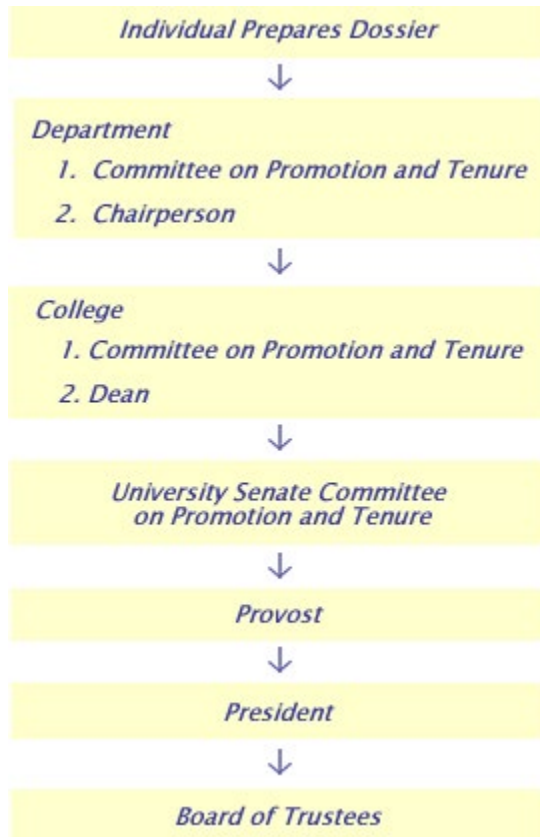 Individual Prepares Dossier
Department
1. Committee on Promotion and Tenure
2. Chairperson
College
1. Committee on Promotion and Tenure
2. Dean
University Senate Committee
on Promotion and Tenure
Provost
President
Board of Trustees